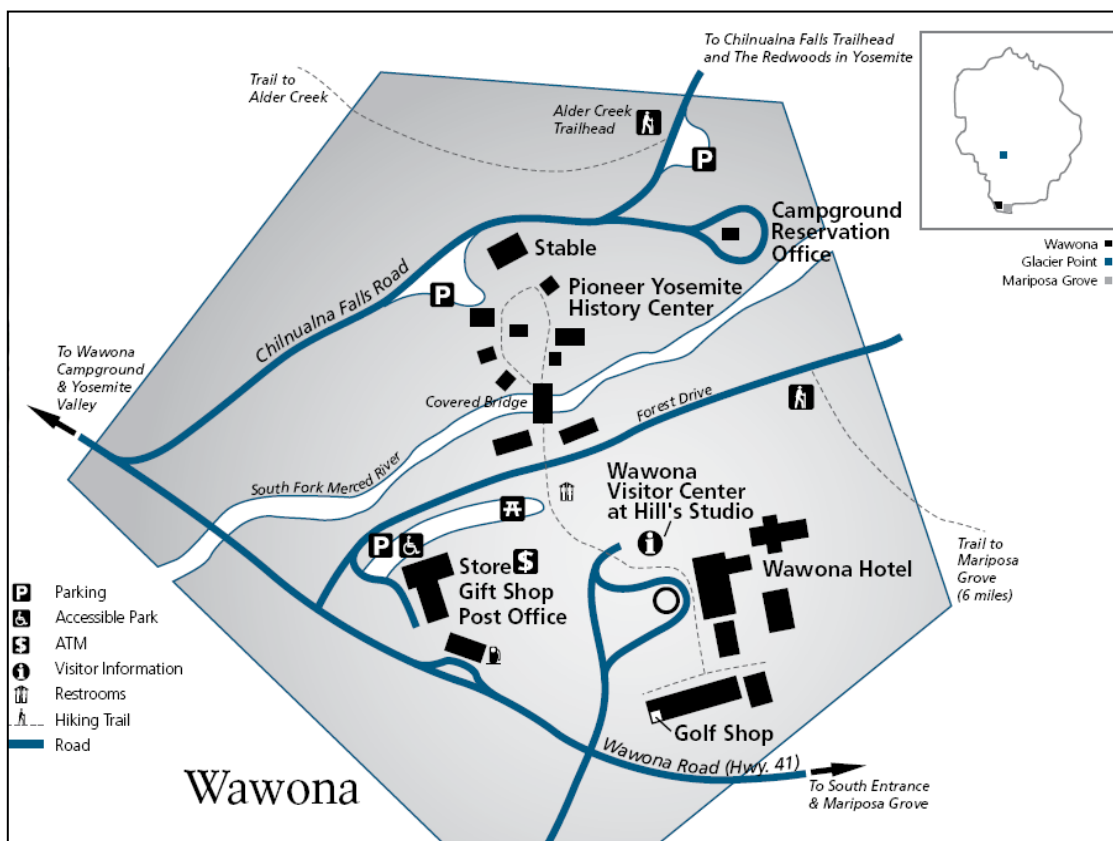 To Chilnualna Falls Trailhead
and The Redwoods in Yosemite
Trail to
Alder Creek
Alder Creek
Trailhead
P
Campground
Reservation
Office
Wawona
Glacier Point
Mariposa Grove
Stable
Pioneer Yosemite
History Center
P
Chilnualna Falls Road
To Wawona
Campground
& Yosemite
Valley
Covered Bridge
Forest Drive
South Fork Merced River
Wawona
Visitor Center
at Hill's Studio
i
P
Store $
Gift Shop
Post Office
Wawona Hotel
Trail to
Mariposa
Grove
(6 miles)
P Parking
Accessible Park
$ ATM
i Visitor Information
Restrooms
Hiking Trail
Road
Golf Shop
Wawona Road (Hwy. 41)
To South Entrance
& Mariposa Grove
Wawona